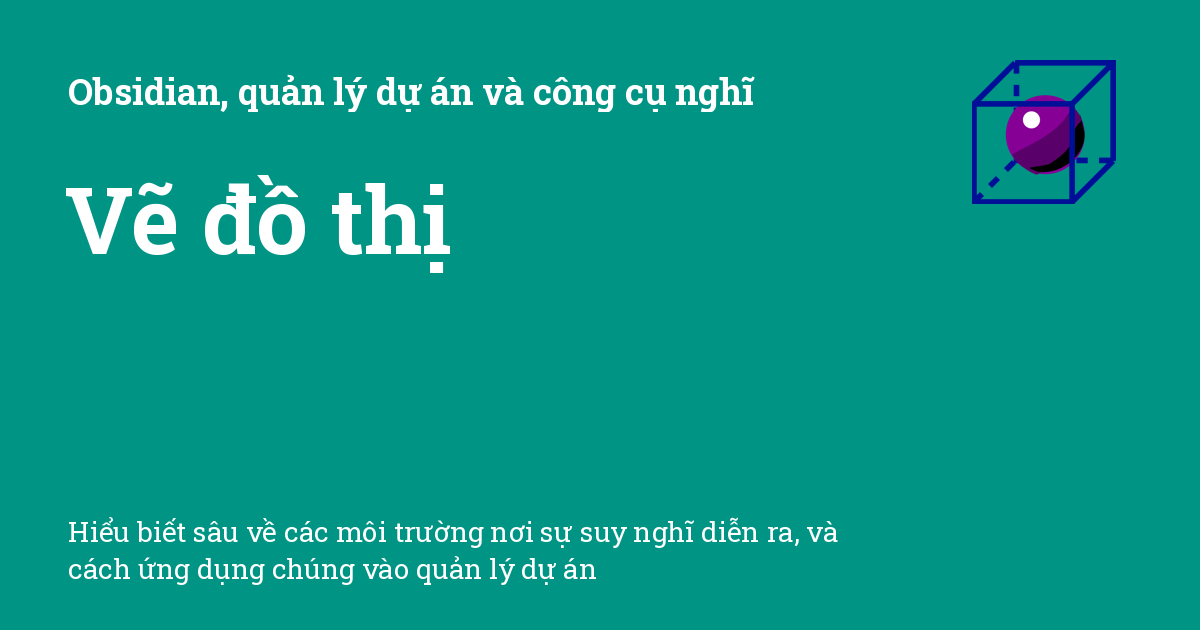 Obsidian, quản lý dự án và công cụ nghĩ
Vẽ đồ thị
Hiểu biết sâu về các môi trường nơi sự suy nghĩ diễn ra, và
cách ứng dụng chúng vào quản lý dự án